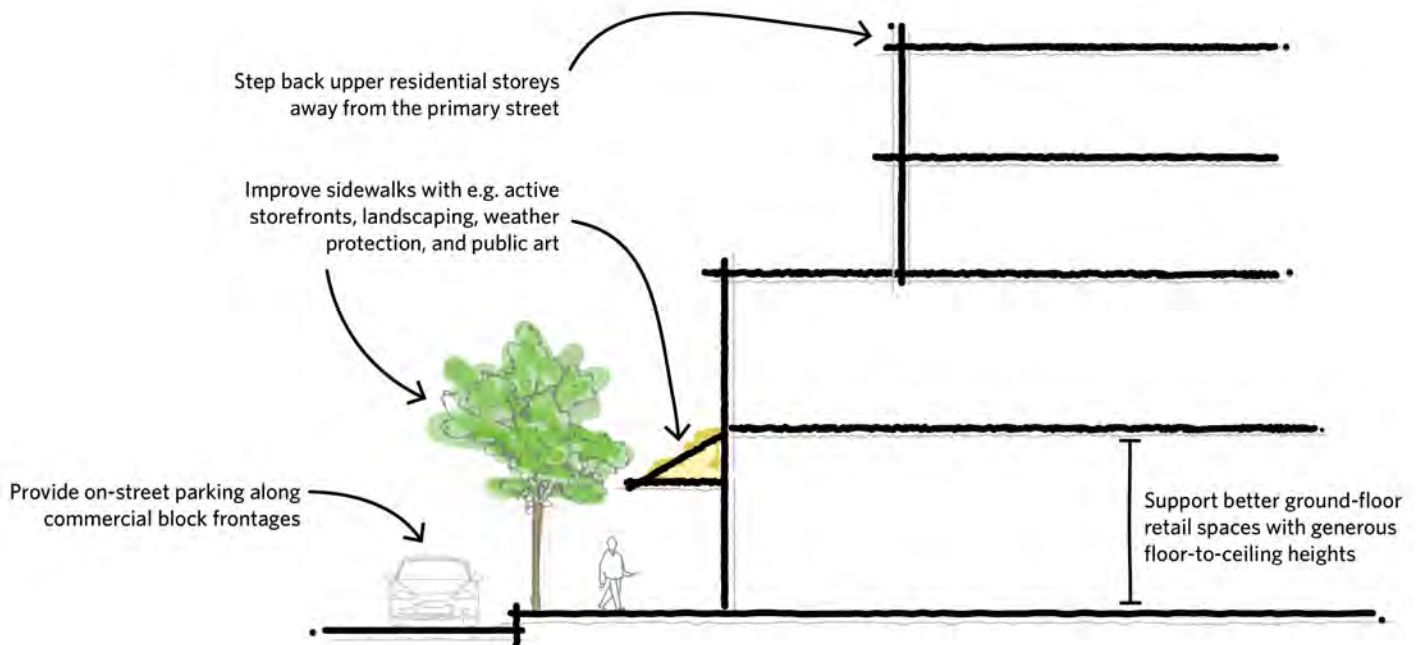 Step back upper residential storeys
away from the primary street
Improve sidewalks with e.g. active
storefronts, landscaping, weather
protection, and public art
Provide on-street parking along
commercial block frontages
Support better ground-floor
retail spaces with generous
floor-to-ceiling heights